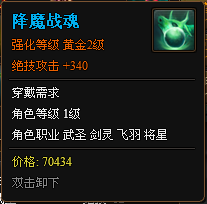 降魔战魂
强化等级 黄金2级
绝技攻击 +340
穿戴需求
角色等级 1级
角色职业 武圣 剑灵 飞羽 将星
价格: 70434
双击卸下